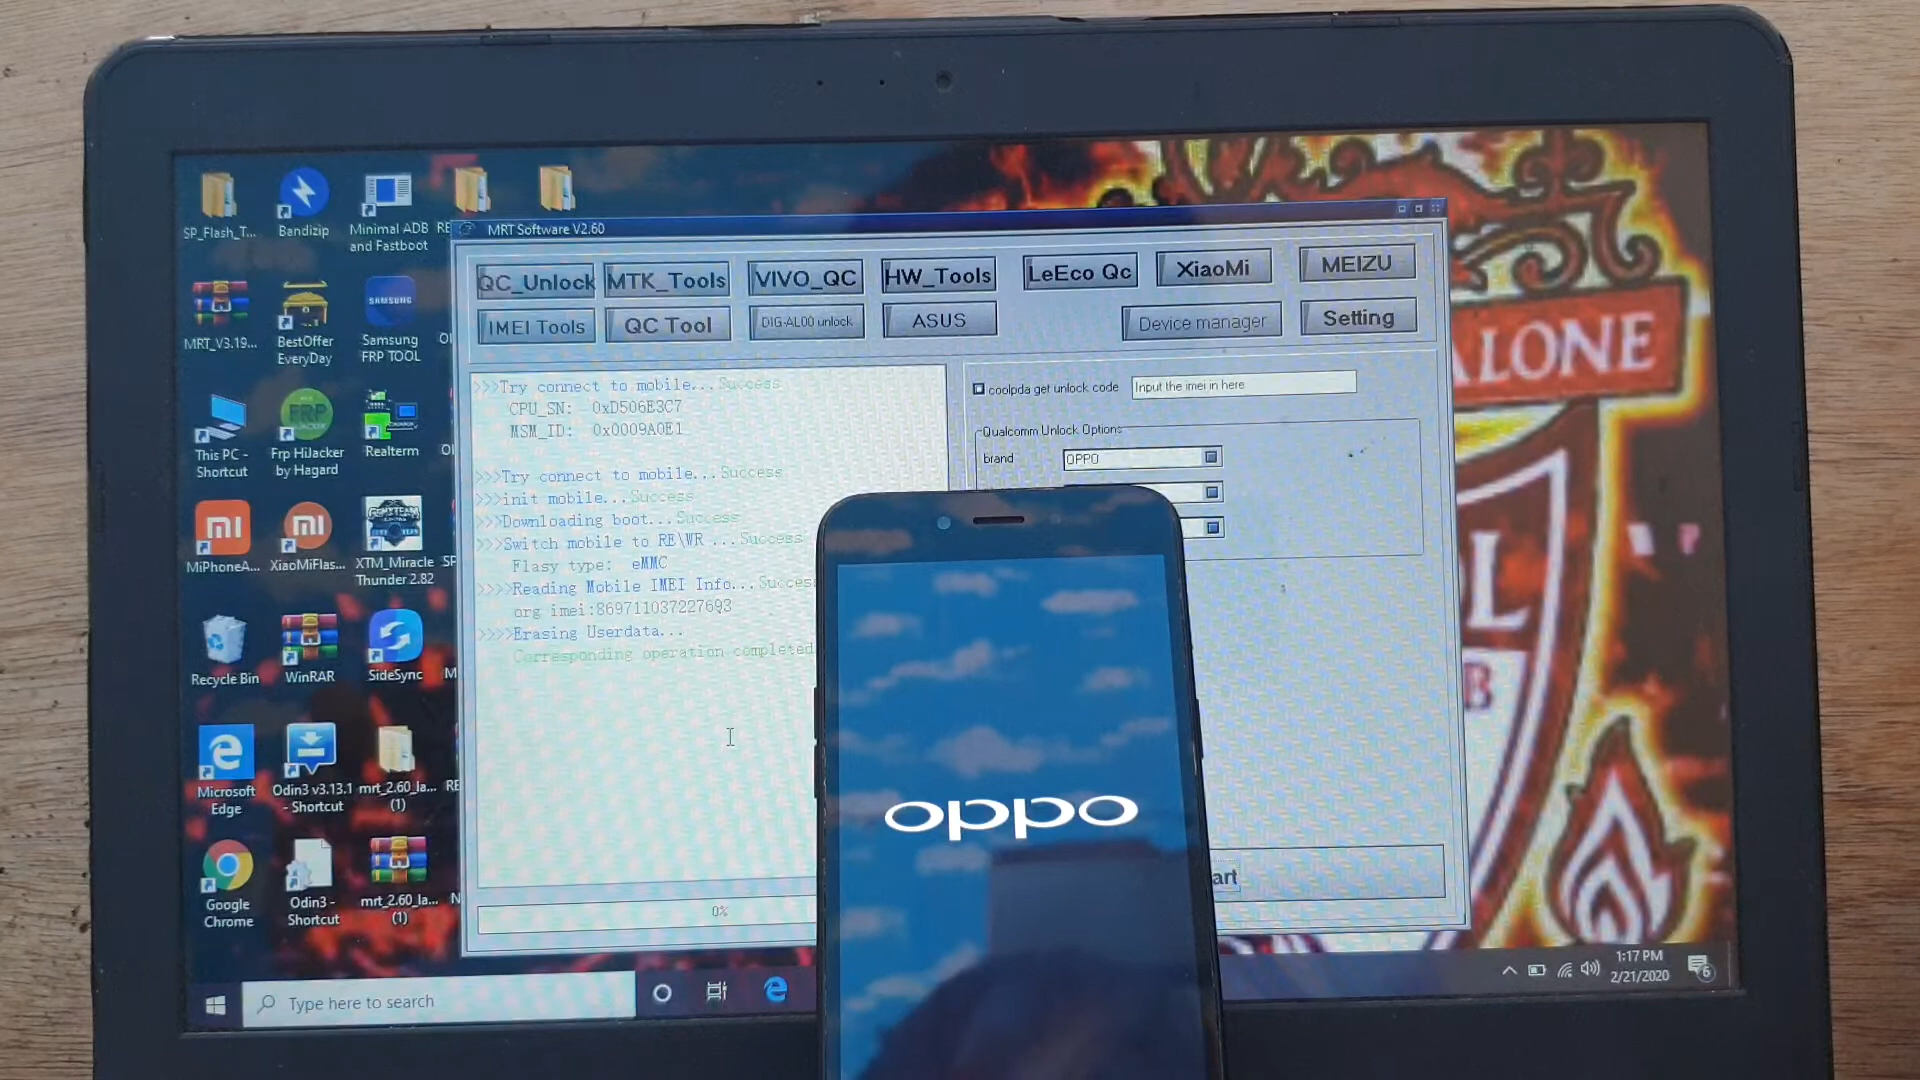 SP_Flash_T...
Bandizip
Minimal ADB
and Fastboot
MRT_V3.19...
BestOffer
EveryDay
SAMSUNG
Samsung
FRP TOOL
This PC -
Shortcut
FRP
Frp HiJacker
by Hagard
Realterm
MiPhoneA...
XiaoMiFlas...
XTM_Miracle
Thunder 2.82
Recycle Bin
WinRAR
SideSync
Microsoft
Edge
Odin3 v3.13.1
- Shortcut
mrt_2.60_la...
(1)
Google
Chrome
Odin3 -
Shortcut
mrt_2.60_la...
(1)
MRT Software V2.60
QC_Unlock
MTK_Tools
VIVO_QC
HW_Tools
LeEco Qc
XiaoMi
MEIZU
IMEI Tools
QC Tool
DIG-AL00 unlock
ASUS
Device manager
Setting
>>>Try connect to mobile...Success
CPU_SN: 0xD506E3C7
MSM_ID: 0x0009A0E1
>>>Try connect to mobile...Success
>>>init mobile...Success
>>>Downloading boot...Success
>>>Switch mobile to RE\WR ...Success
Flasy type: eMMC
>>>>Reading Mobile IMEI Info...Success
org imei:869711037227693
>>>>Erasing Userdata...
Corresponding operation completed
0%
coolpda get unlock code
Input the imei in here
Qualcomm Unlock Options
brand
OPPO
art
ALONE
oppo
Type here to search
1:17 PM
2/21/2020
6